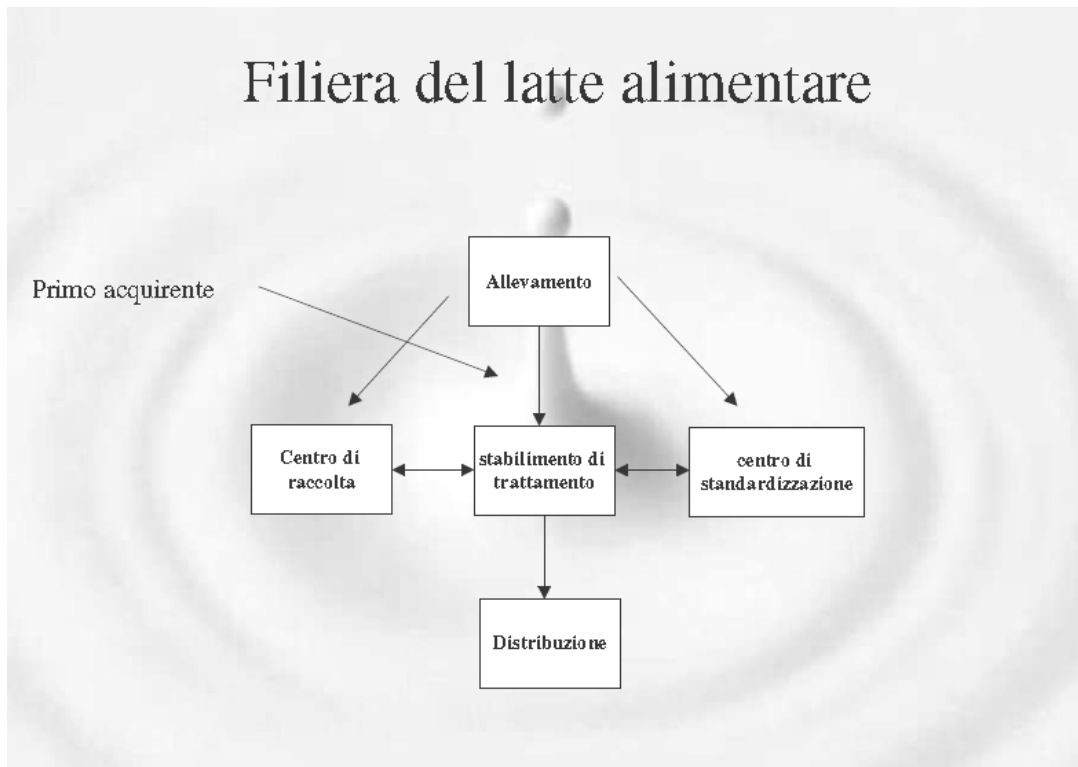 Filiera del latte alimentare
Allevamento
Primo acquirente
Centro di
raccolta
stabilimento di
trattamento
centro di
standardizzazione
Distribuzione